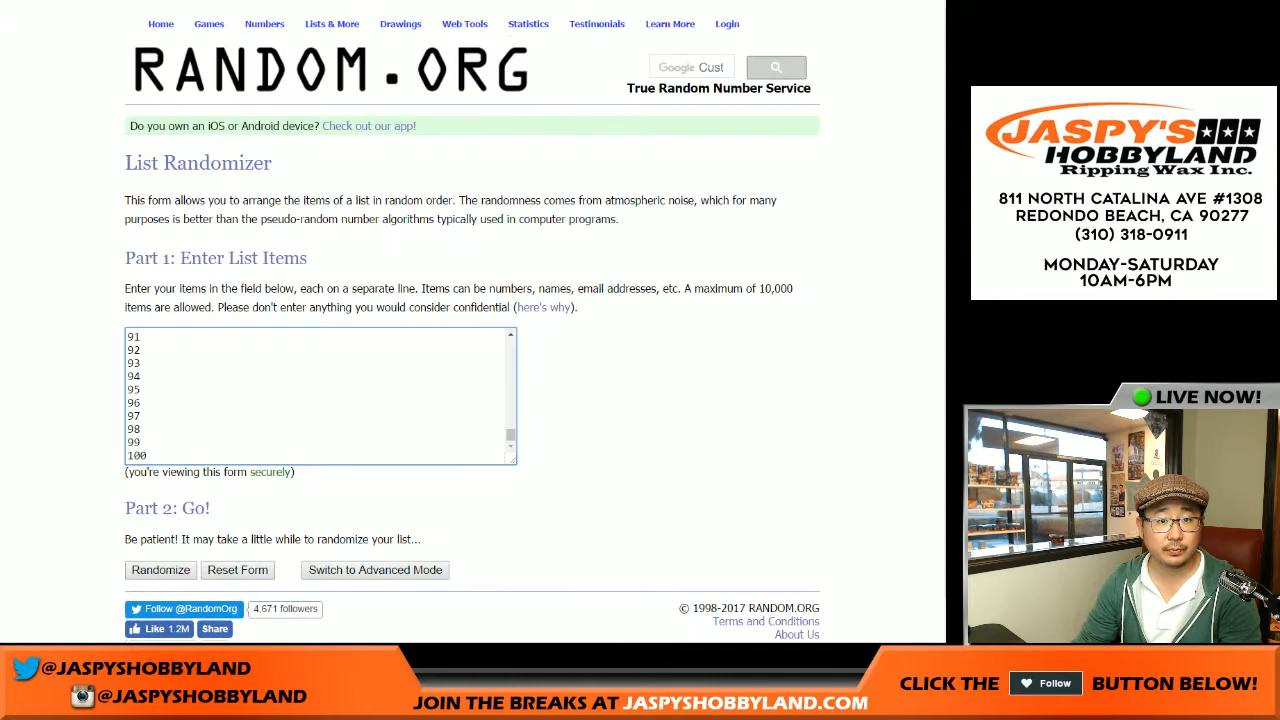 Home Games Numbers Lists & More Drawings Web Tools Statistics Testimonials Learn More Login
RANDOM.ORG
Google Cust
True Random Number Service
Do you own an iOS or Android device? Check out our app!
List Randomizer
This form allows you to arrange the items of a list in random order. The randomness comes from atmospheric noise, which for many
purposes is better than the pseudo-random number algorithms typically used in computer programs.
Part 1: Enter List Items
Enter your items in the field below, each on a separate line. Items can be numbers, names, email addresses, etc. A maximum of 10,000
items are allowed. Please don't enter anything you would consider confidential (here's why).
91
92
93
94
95
96
97
98
99
100
(you're viewing this form securely)
Part 2: Go!
Be patient! It may take a little while to randomize your list...
Randomize Reset Form Switch to Advanced Mode
Follow @RandomOrg 4,671 followers
Like 1.2M Share
© 1998-2017 RANDOM.ORG
Terms and Conditions
About Us
JASPY'S
HOBBYLAND
Ripping Wax Inc.
811 NORTH CATALINA AVE #1308
REDONDO BEACH, CA 90277
(310) 318-0911
MONDAY-SATURDAY
10AM-6PM
LIVE NOW!
@JASPYSHOBBYLAND
@JASPYSHOBBYLAND
JOIN THE BREAKS AT JASPYSHOBBYLAND.COM
CLICK THE Follow BUTTON BELOW!